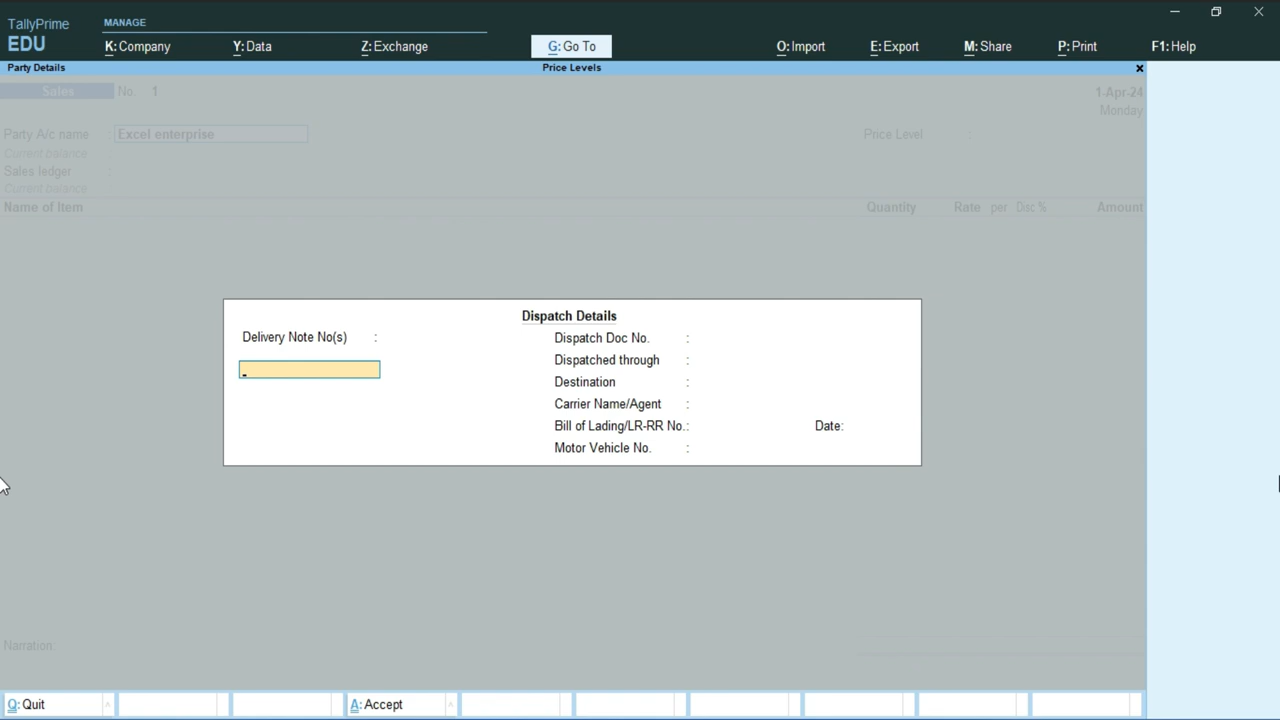 TallyPrime
EDU
MANAGE
K:Company
Y:Data
Z:Exchange
G:Go To
O:Import
E:Export
M:Share
P:Print
F1:Help
Party Details
Price Levels
Sales No. 1
1-Apr-24
Monday
Party A/c name : Excel enterprise
Price Level :
Current balance
Sales ledger :
Current balance
Name of Item Quantity Rate per Disc % Amount
Dispatch Details
Delivery Note No(s) :
Dispatch Doc No. :
Dispatched through :
Destination :
Carrier Name/Agent :
Bill of Lading/LR-RR No. : Date:
Motor Vehicle No. :
Narration
Q:Quit
A:Accept